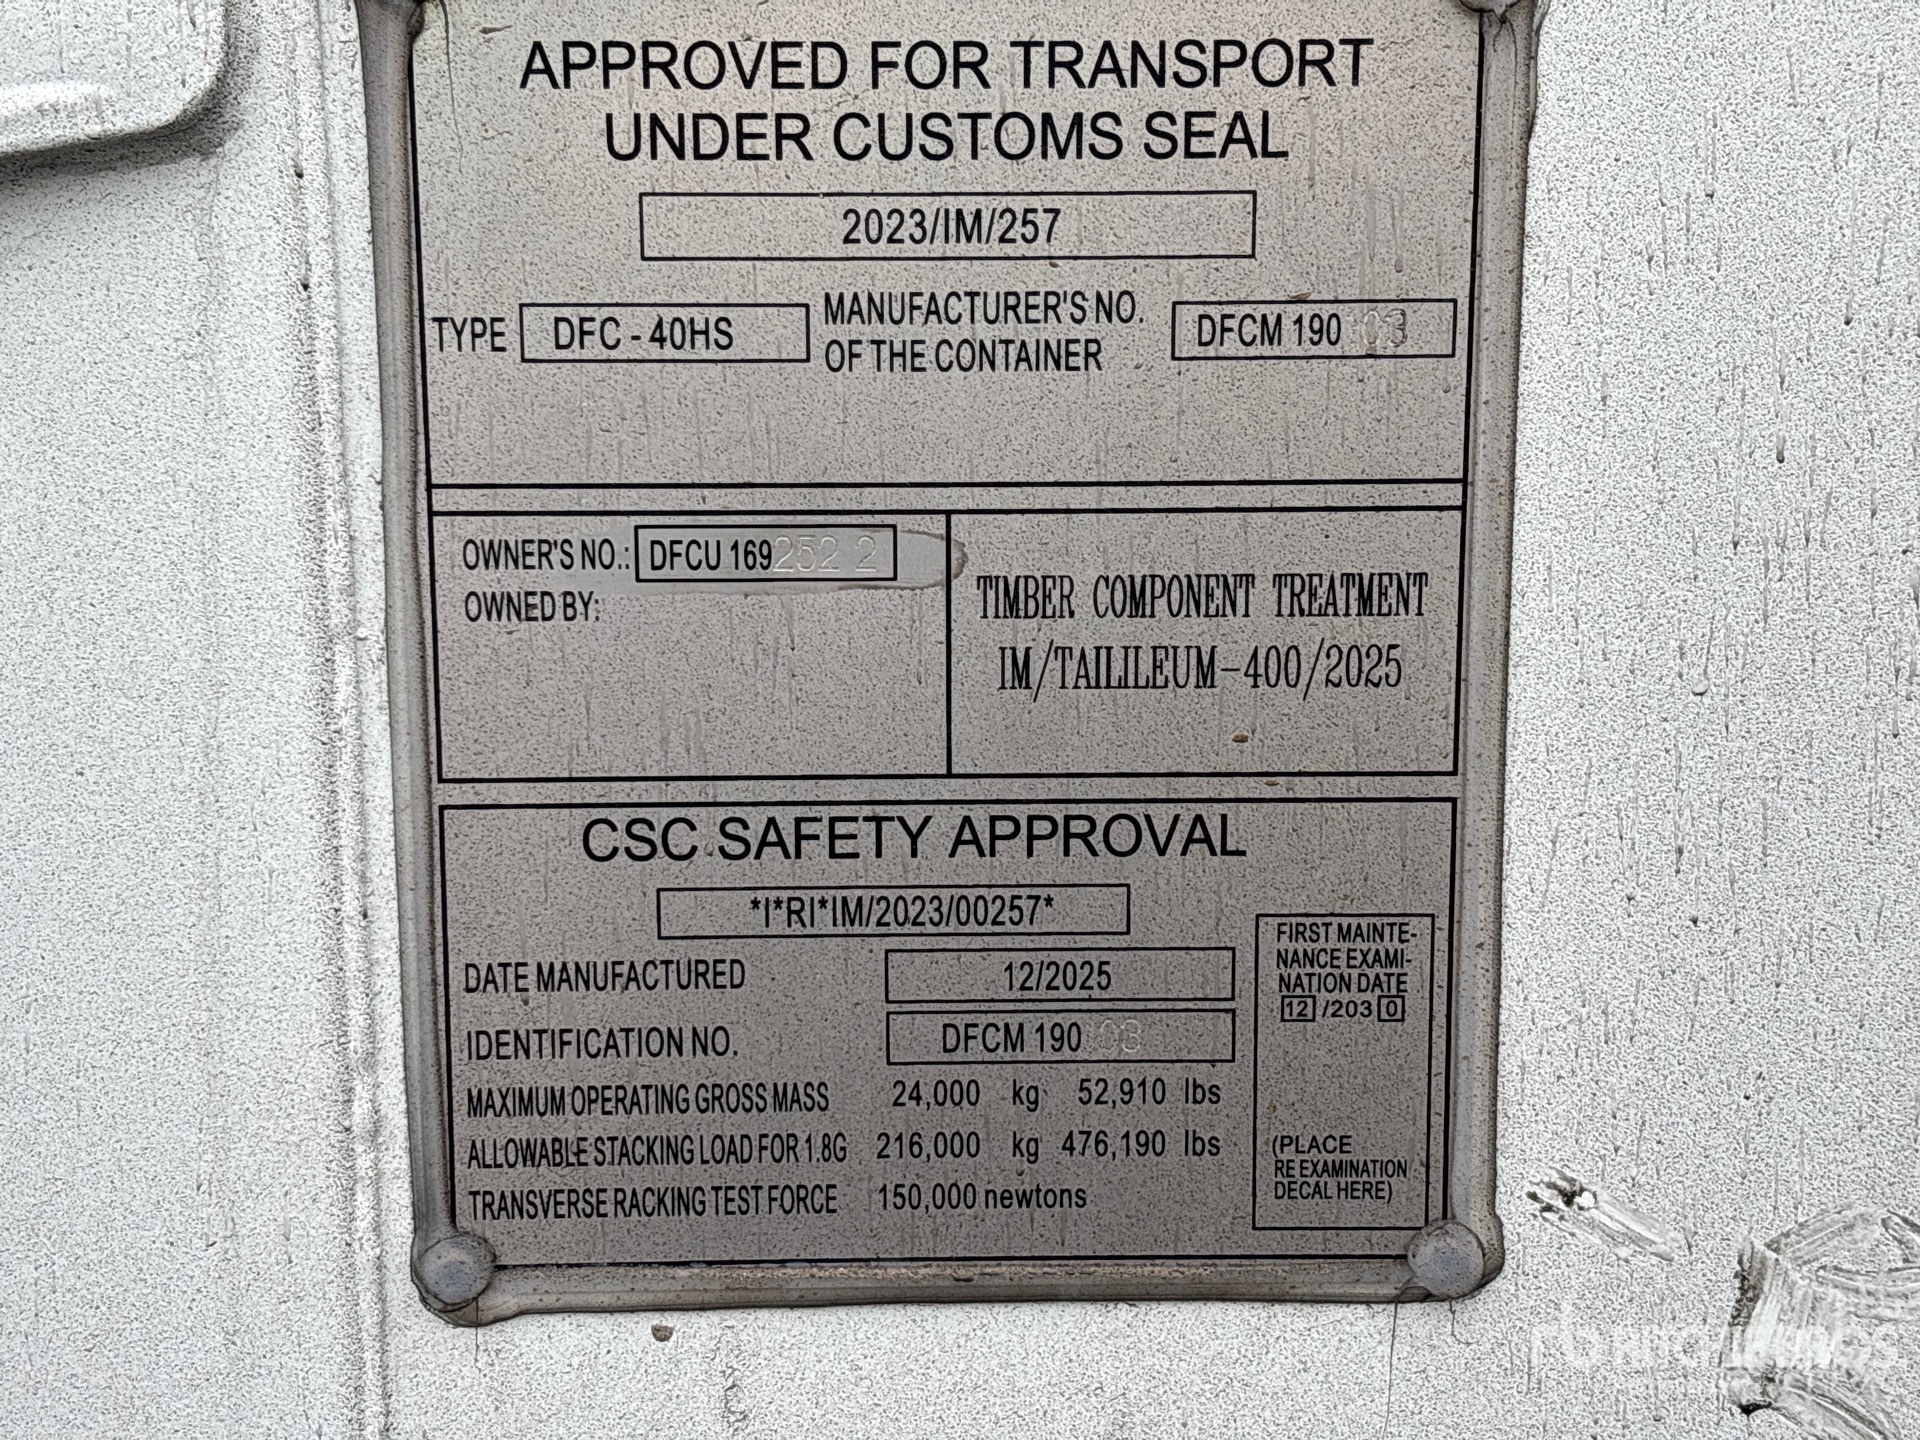 APPROVED FOR TRANSPORT
UNDER CUSTOMS SEAL
2023/IM/257
TYPE DFC - 40HS MANUFACTURER'S NO. OF THE CONTAINER DFCM 190 03
OWNER'S NO.: DFCU 169252 2
OWNED BY:
TIMBER COMPONENT TREATMENT
IM/TAILILEUM-400/2025
CSC SAFETY APPROVAL
*I*RI*IM/2023/00257*
DATE MANUFACTURED 12/2025
IDENTIFICATION NO. DFCM 190 03
MAXIMUM OPERATING GROSS MASS 24,000 kg 52,910 lbs
ALLOWABLE STACKING LOAD FOR 1.8G 216,000 kg 476,190 lbs
TRANSVERSE RACKING TEST FORCE 150,000 newtons
FIRST MAINTE-
NANCE EXAMI-
NATION DATE
12 /203 0
(PLACE
RE EXAMINATION
DECAL HERE)